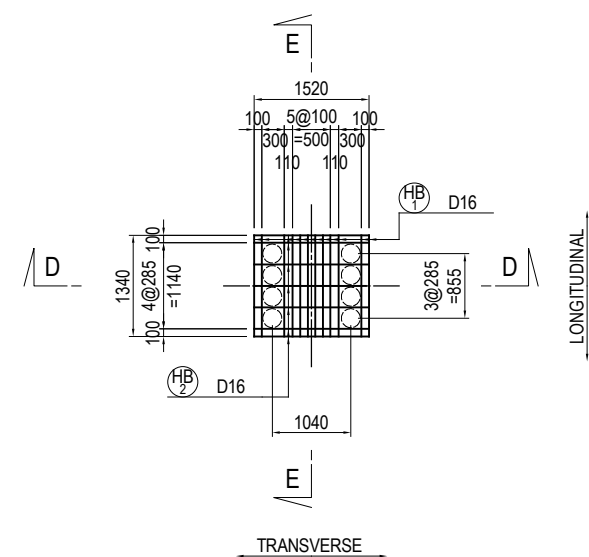 E
1520
100 5@100 100
300 =500 300
110 110
HB
1
D16
100
D
1340
4@285
=1140
3@285
=855
D
LONGITUDINAL
100
HB
2
D16
1040
E
TRANSVERSE